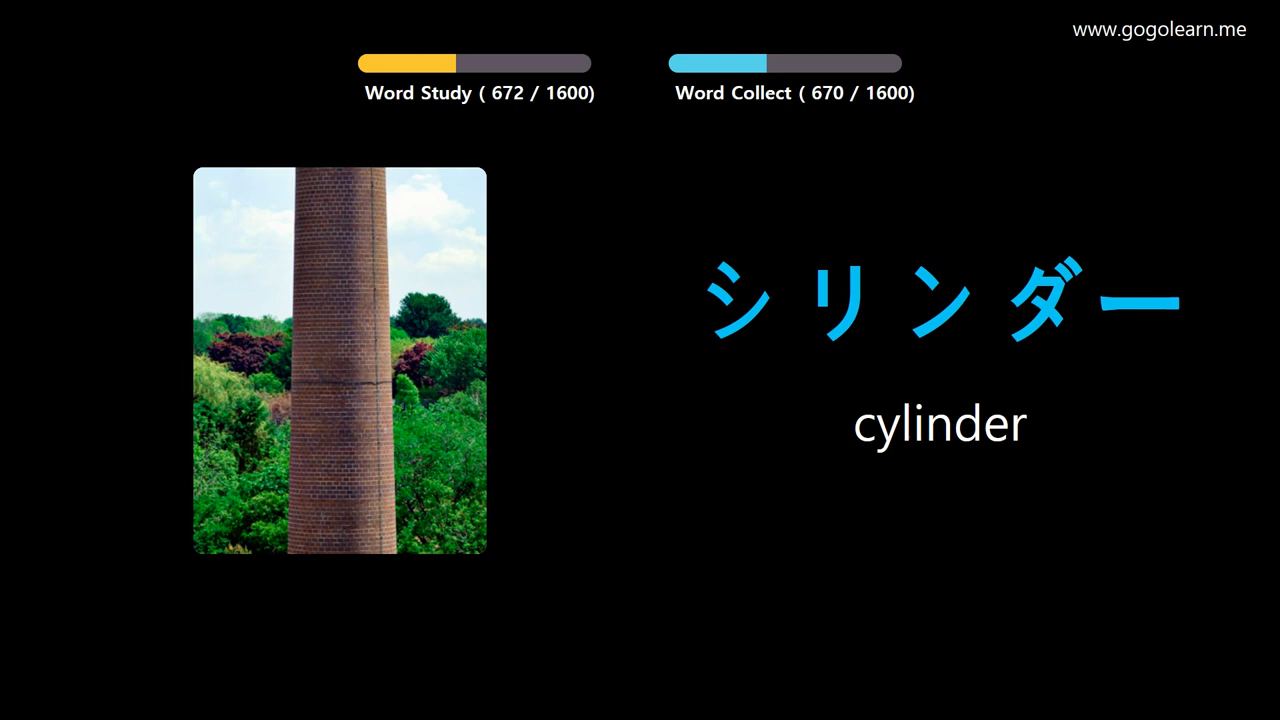 www.gogolearn.me
Word Study ( 672 / 1600)
Word Collect ( 670 / 1600)
シリンダー
cylinder